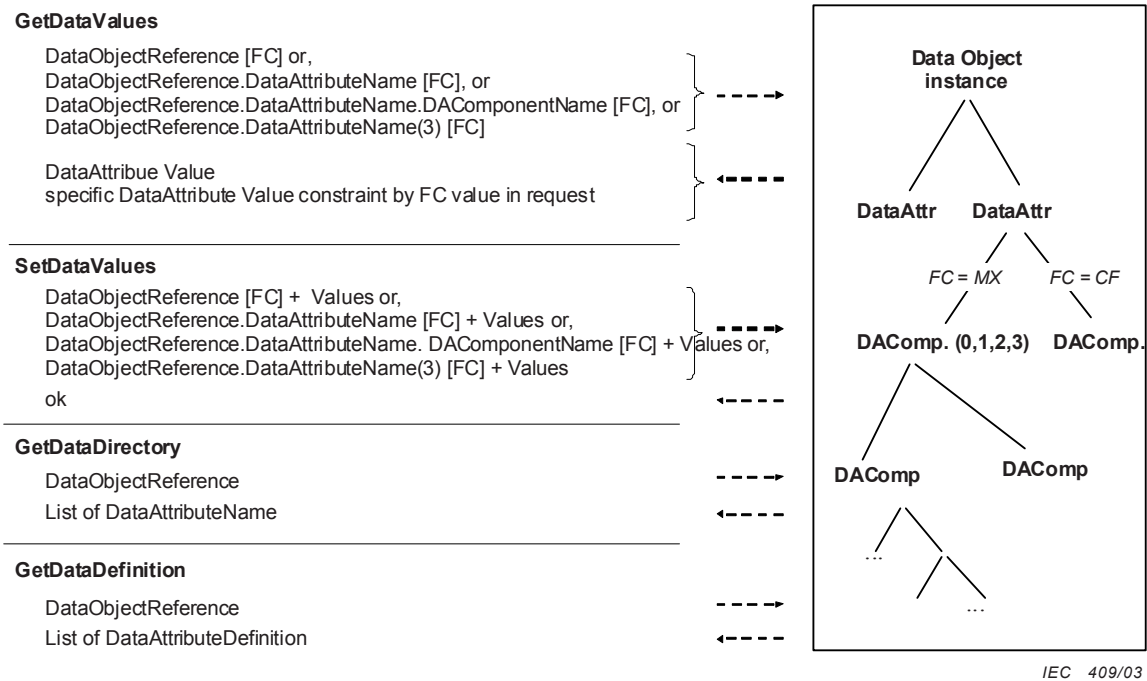 GetDataValues
DataObjectReference [FC] or,
DataObjectReference.DataAttributeName [FC], or
DataObjectReference.DataAttributeName.DAComponentName [FC], or
DataObjectReference.DataAttributeName(3) [FC]
DataAttribue Value
specific DataAttribute Value constraint by FC value in request
SetDataValues
DataObjectReference [FC] + Values or,
DataObjectReference.DataAttributeName [FC] + Values or,
DataObjectReference.DataAttributeName. DAComponentName [FC] + Values or,
DataObjectReference.DataAttributeName(3) [FC] + Values
ok
GetDataDirectory
DataObjectReference
List of DataAttributeName
GetDataDefinition
DataObjectReference
List of DataAttributeDefinition
Data Object
instance
DataAttr DataAttr
FC = MX FC = CF
DAComp. (0,1,2,3) DAComp.
DAComp DAComp
...
...
IEC 409/03